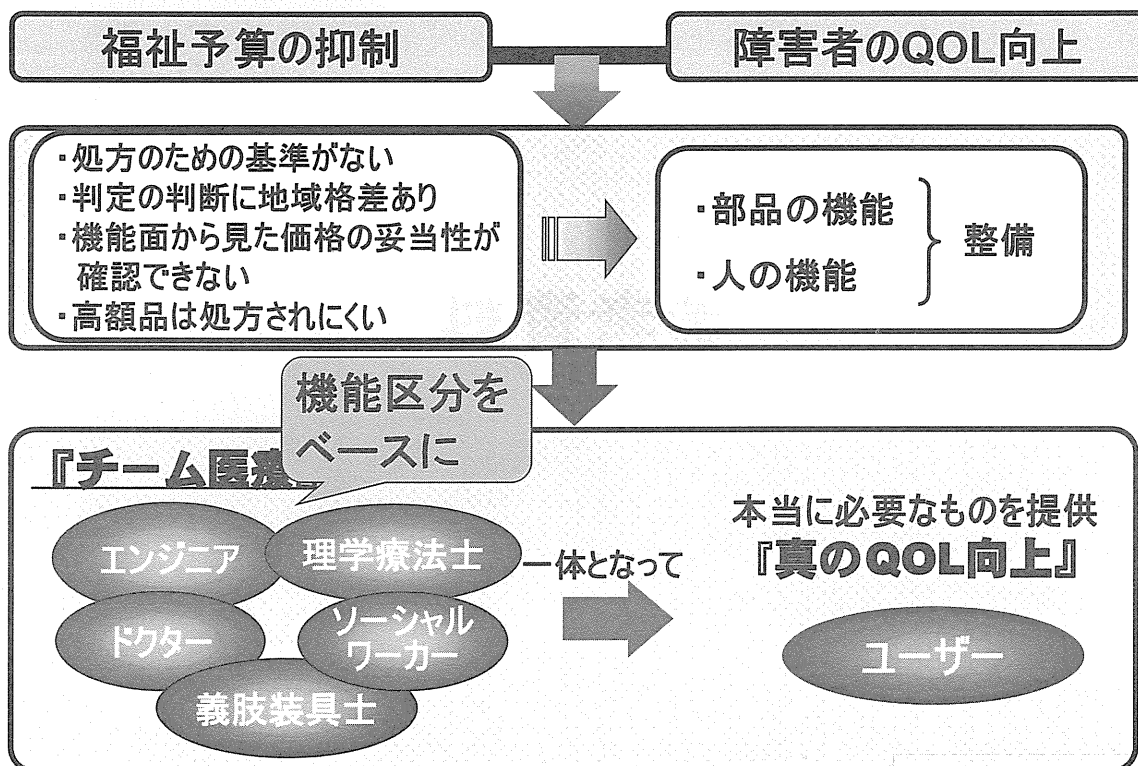 福祉予算の抑制
障害者のQOL向上
・処方のための基準がない
・判定の判断に地域格差あり
・機能面から見た価格の妥当性が
確認できない
・高額品は処方されにくい
・部品の機能
・人の機能
整備
機能区分を
ベースに
『チーム医療
エンジニア
理学療法士
ドクター
ソーシャル
ワーカー
義肢装具士
一体となって
本当に必要なものを提供
『真のQOL向上』
ユーザー